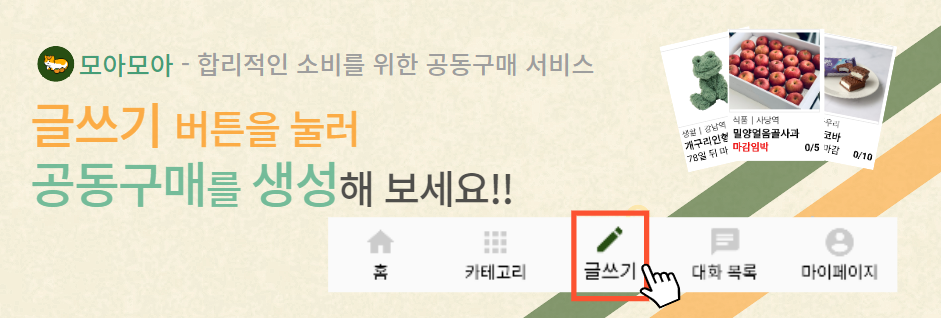 모아모아 - 합리적인 소비를 위한 공동구매 서비스
글쓰기 버튼을 눌러
공동구매를 생성해 보세요!!
생필 | 강남역
개구리인형
78일 뒤 마
식품 | 사당역
밀양얼음골사과
마감임박 0/5
우리
코바
마감 0/10
홈
카테고리
글쓰기
대화 목록
마이페이지